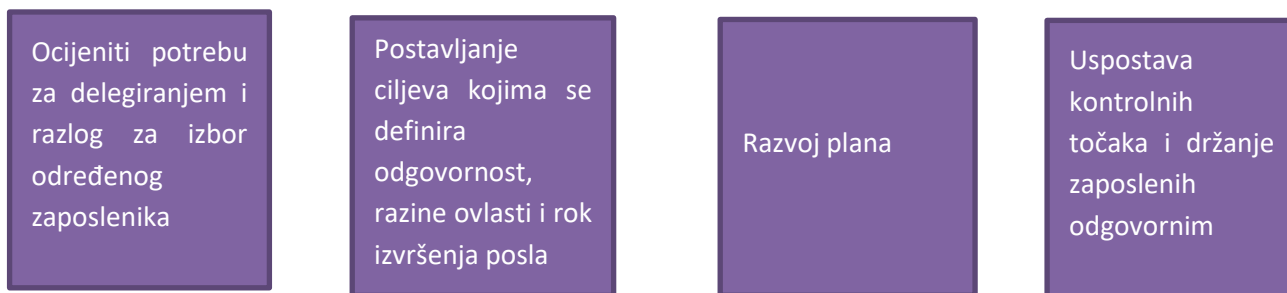 Ocijeniti potrebu
za delegiranjem i
razlog za izbor
određenog
zaposlenika
Postavljanje
ciljeva kojima se
definira
odgovornost,
razine ovlasti i rok
izvršenja posla
Razvoj plana
Uspostava
kontrolnih
točaka i držanje
zaposlenih
odgovornim